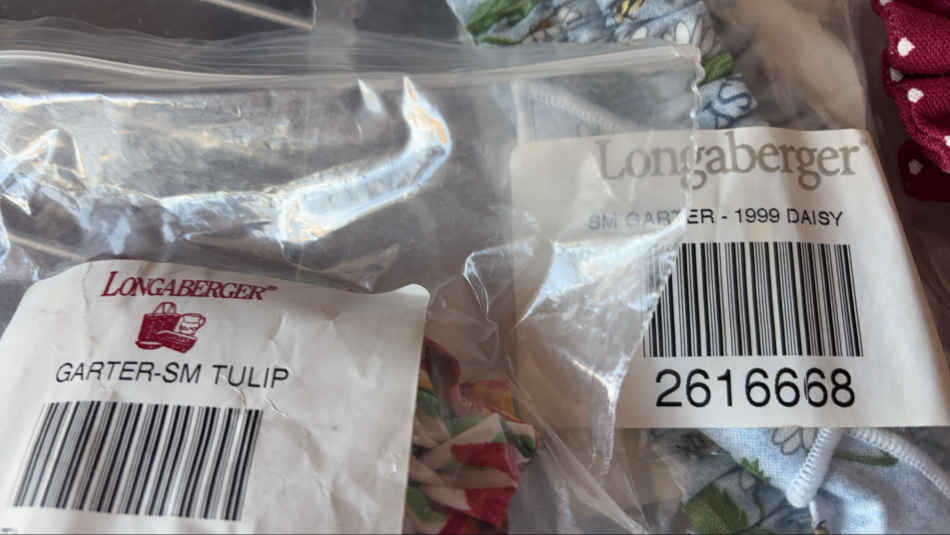 LONGABERGER®
GARTER-SM TULIP
Longaberger®
SM GARTER - 1999 DAISY
2616668